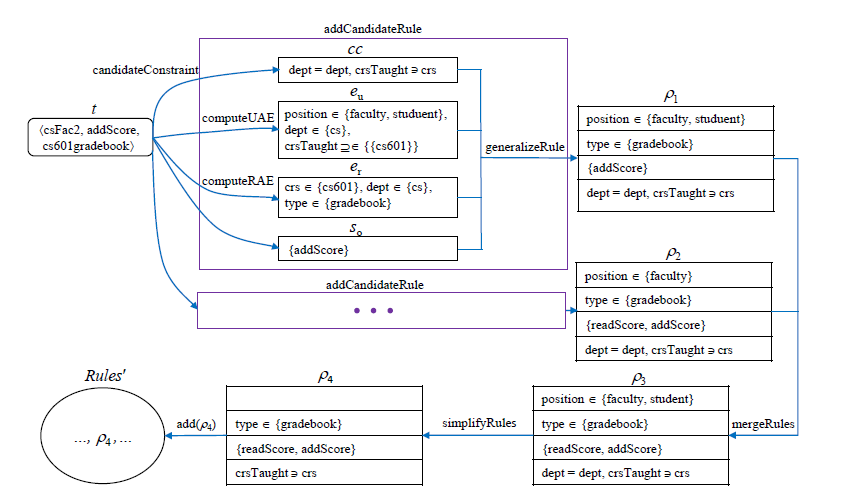 addCandidateRule
cc
candidateConstraint
dept = dept, crsTaught ∋ crs
t
⟨csFac2, addScore,
cs601gradebook⟩
computeUAE
e_u
position ∈ {faculty, studuent},
dept ∈ {cs},
crsTaught ⊇∈ {{cs601}}
generalizeRule
computeRAE
e_r
crs ∈ {cs601}, dept ∈ {cs},
type ∈ {gradebook}
s_o
{addScore}
ρ1
position ∈ {faculty, studuent}
type ∈ {gradebook}
{addScore}
dept = dept, crsTaught ∋ crs
addCandidateRule
• • •
ρ2
position ∈ {faculty}
type ∈ {gradebook}
{readScore, addScore}
dept = dept, crsTaught ∋ crs
mergeRules
ρ3
position ∈ {faculty, student}
type ∈ {gradebook}
{readScore, addScore}
dept = dept, crsTaught ∋ crs
simplifyRules
ρ4
type ∈ {gradebook}
{readScore, addScore}
crsTaught ∋ crs
add(ρ4)
Rules'
..., ρ4, ...